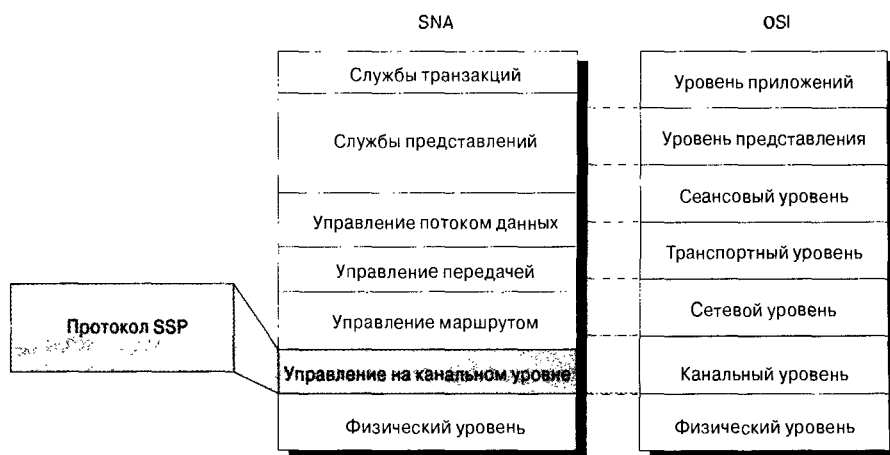 SNA
OSI
Службы транзакций
Службы представлений
Управление потоком данных
Управление передачей
Управление маршрутом
Управление на канальном уровне
Физический уровень
Уровень приложений
Уровень представления
Сеансовый уровень
Транспортный уровень
Сетевой уровень
Канальный уровень
Физический уровень
Протокол SSP